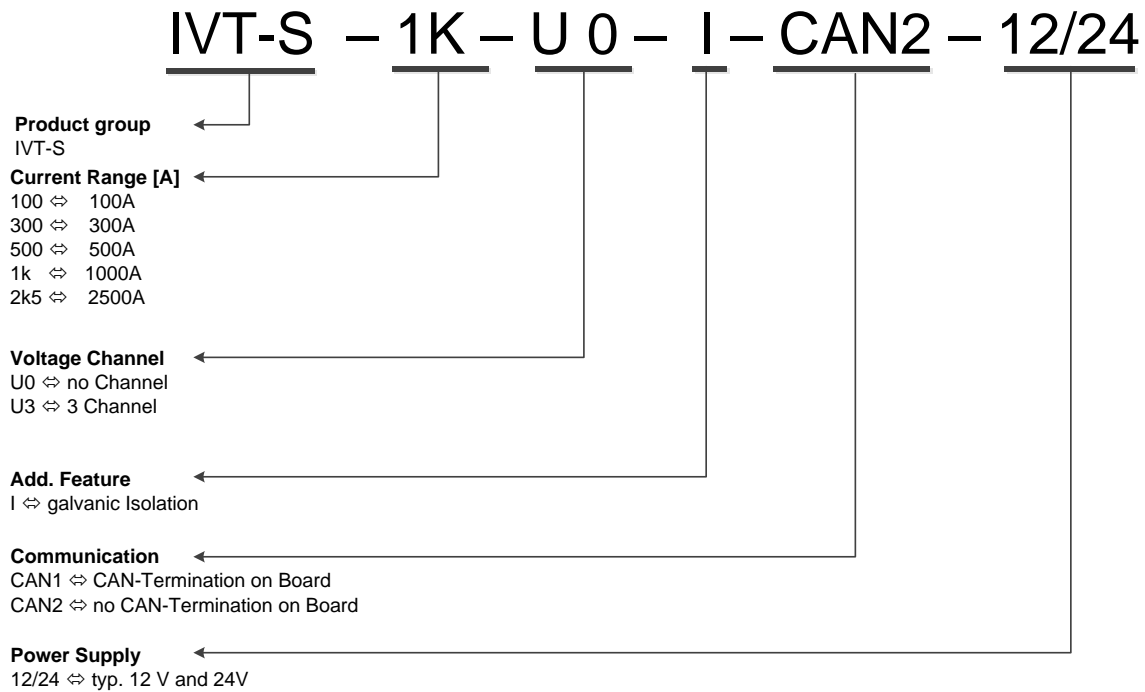 IVT-S – 1K – U 0 – I – CAN2 – 12/24
Product group
IVT-S
Current Range [A]
100 ⇔ 100A
300 ⇔ 300A
500 ⇔ 500A
1k ⇔ 1000A
2k5 ⇔ 2500A
Voltage Channel
U0 ⇔ no Channel
U3 ⇔ 3 Channel
Add. Feature
I ⇔ galvanic Isolation
Communication
CAN1 ⇔ CAN-Termination on Board
CAN2 ⇔ no CAN-Termination on Board
Power Supply
12/24 ⇔ typ. 12 V and 24V